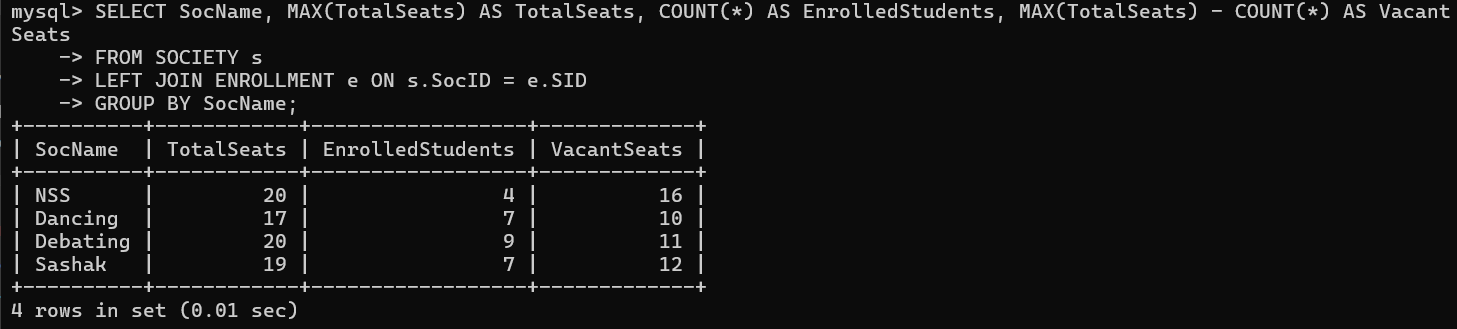 mysql> SELECT SocName, MAX(TotalSeats) AS TotalSeats, COUNT(*) AS EnrolledStudents, MAX(TotalSeats) - COUNT(*) AS Vacant
Seats
    -> FROM SOCIETY s
    -> LEFT JOIN ENROLLMENT e ON s.SocID = e.SID
    -> GROUP BY SocName;
+----------+------------+------------------+-------------+
| SocName  | TotalSeats | EnrolledStudents | VacantSeats |
+----------+------------+------------------+-------------+
| NSS      |         20 |                4 |          16 |
| Dancing  |         17 |                7 |          10 |
| Debating |         20 |                9 |          11 |
| Sashak   |         19 |                7 |          12 |
+----------+------------+------------------+-------------+
4 rows in set (0.01 sec)